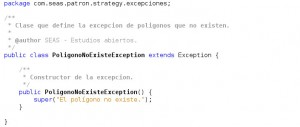 package com.seas.patron.strategy.excepciones;
/**
* Clase que define la excepcion de poligonos que no existen.
*
* @author SEAS - Estudios abiertos.
*/
public class PoligonoNoExisteException extends Exception {
/**
* Constructor de la excepcion.
*/
public PoligonoNoExisteException() {
super("El poligono no exista.");
}
}